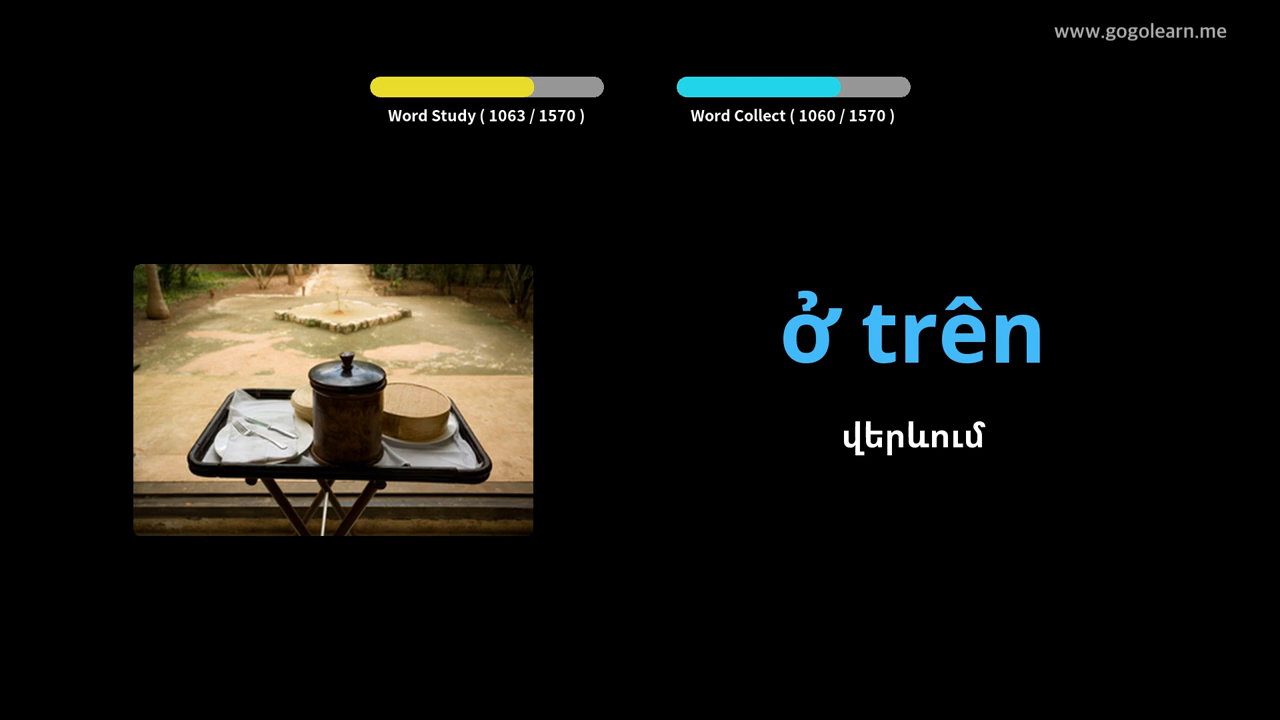 www.gogolearn.me
Word Study ( 1063 / 1570 )
Word Collect ( 1060 / 1570 )
ở trên
վերևում